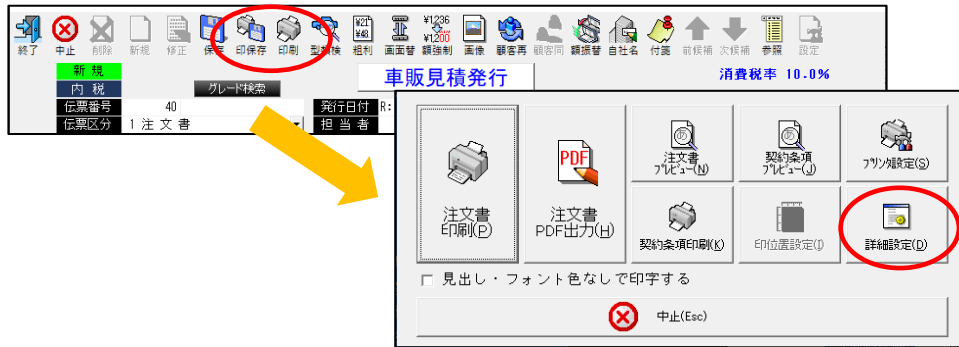 終了 中止 削除 新規 修正 保存 印保存 印刷 型式検 粗利 画面替 額強制 画像 顧客再 顧客同 額振替 自社名 付箋 前候補 次候補 参照 設定
¥21
¥48
¥1,236
¥1,200
新 規
車販見積発行
消費税率 10.0%
内 税
グレード検索
伝票番号 40
発行日付 R:
伝票区分 1 注 文 書
担 当 者
PDF
注文書
印刷(P)
注文書
PDF出力(H)
注文書
プレビュー(N)
契約条項
プレビュー(J)
プリンタ設定(S)
契約条項印刷(K)
印位置設定(I)
詳細設定(D)
見出し・フォント色なしで印字する
中止(Esc)